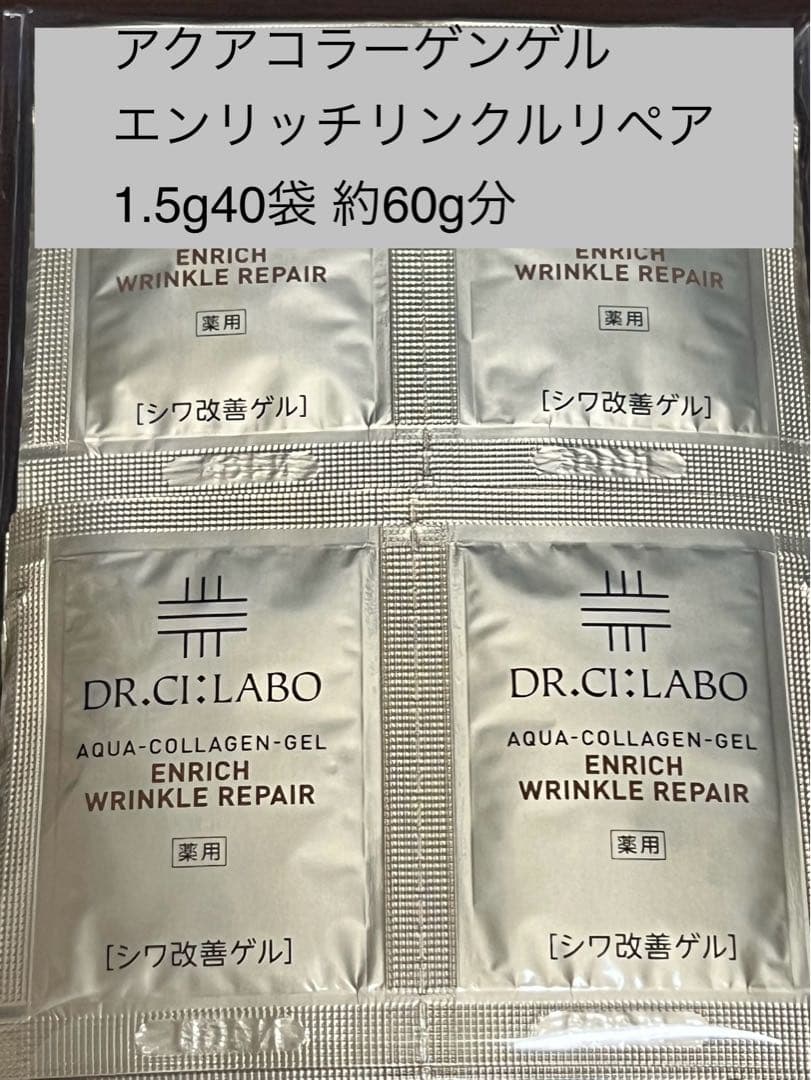 アクアコラーゲンゲル
エンリッチリンクルリペア
1.5g40袋 約60g分
ENRICH
WRINKLE REPAIR
薬用
[シワ改善ゲル]
ENRICH
WRINKLE REPAIR
薬用
[シワ改善ゲル]
DR.CI:LABO
AQUA-COLLAGEN-GEL
ENRICH
WRINKLE REPAIR
薬用
[シワ改善ゲル]
DR.CI:LABO
AQUA-COLLAGEN-GEL
ENRICH
WRINKLE REPAIR
薬用
[シワ改善ゲル]